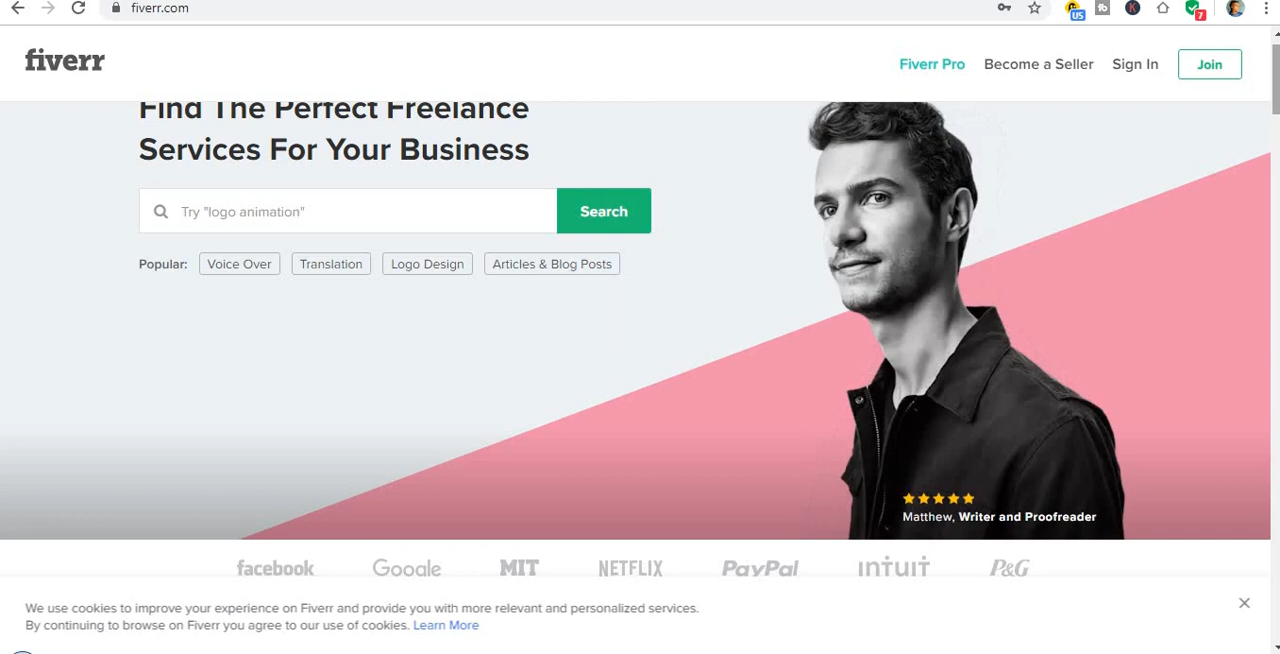 fiverr.com
US
tb
K
7
fiverr
Fiverr Pro
Become a Seller
Sign In
Join
Find The Perfect Freelance
Services For Your Business
Try "logo animation"
Search
Popular:
Voice Over
Translation
Logo Design
Articles & Blog Posts
Matthew, Writer and Proofreader
facebook
Google
MIT
NETFLIX
PayPal
intuit
P&G
We use cookies to improve your experience on Fiverr and provide you with more relevant and personalized services.
By continuing to browse on Fiverr you agree to our use of cookies. Learn More